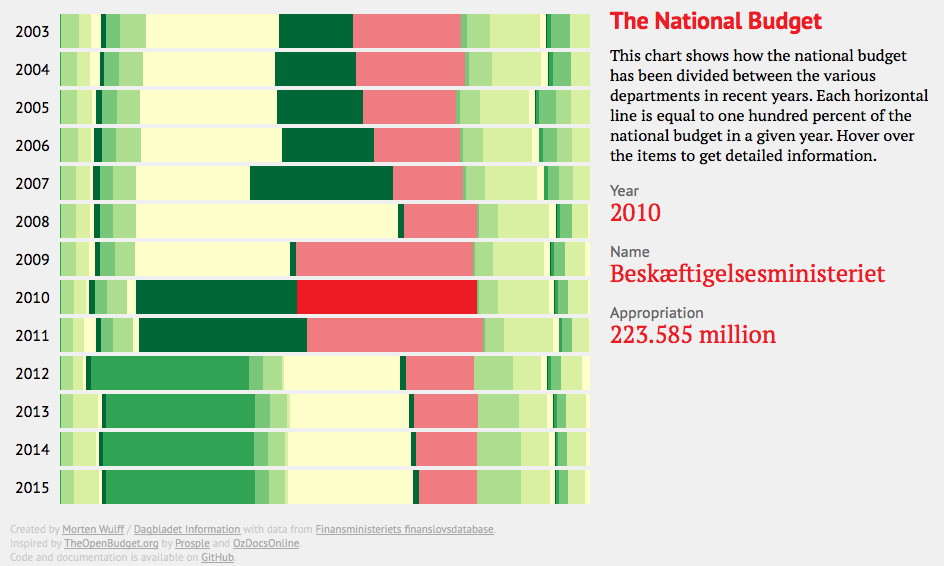 2003
2004
2005
2006
2007
2008
2009
2010
2011
2012
2013
2014
2015
The National Budget
This chart shows how the national budget
has been divided between the various
departments in recent years. Each horizontal
line is equal to one hundred percent of the
national budget in a given year. Hover over
the items to get detailed information.
Year
2010
Name
Beskæftigelsesministeriet
Appropriation
223.585 million
Created by Morten Wulff / Dagbladet Information with data from Finansministeriets finanslovsdatabase.
Inspired by TheOpenBudget.org by Prosple and OzDocsOnline.
Code and documentation is available on GitHub.